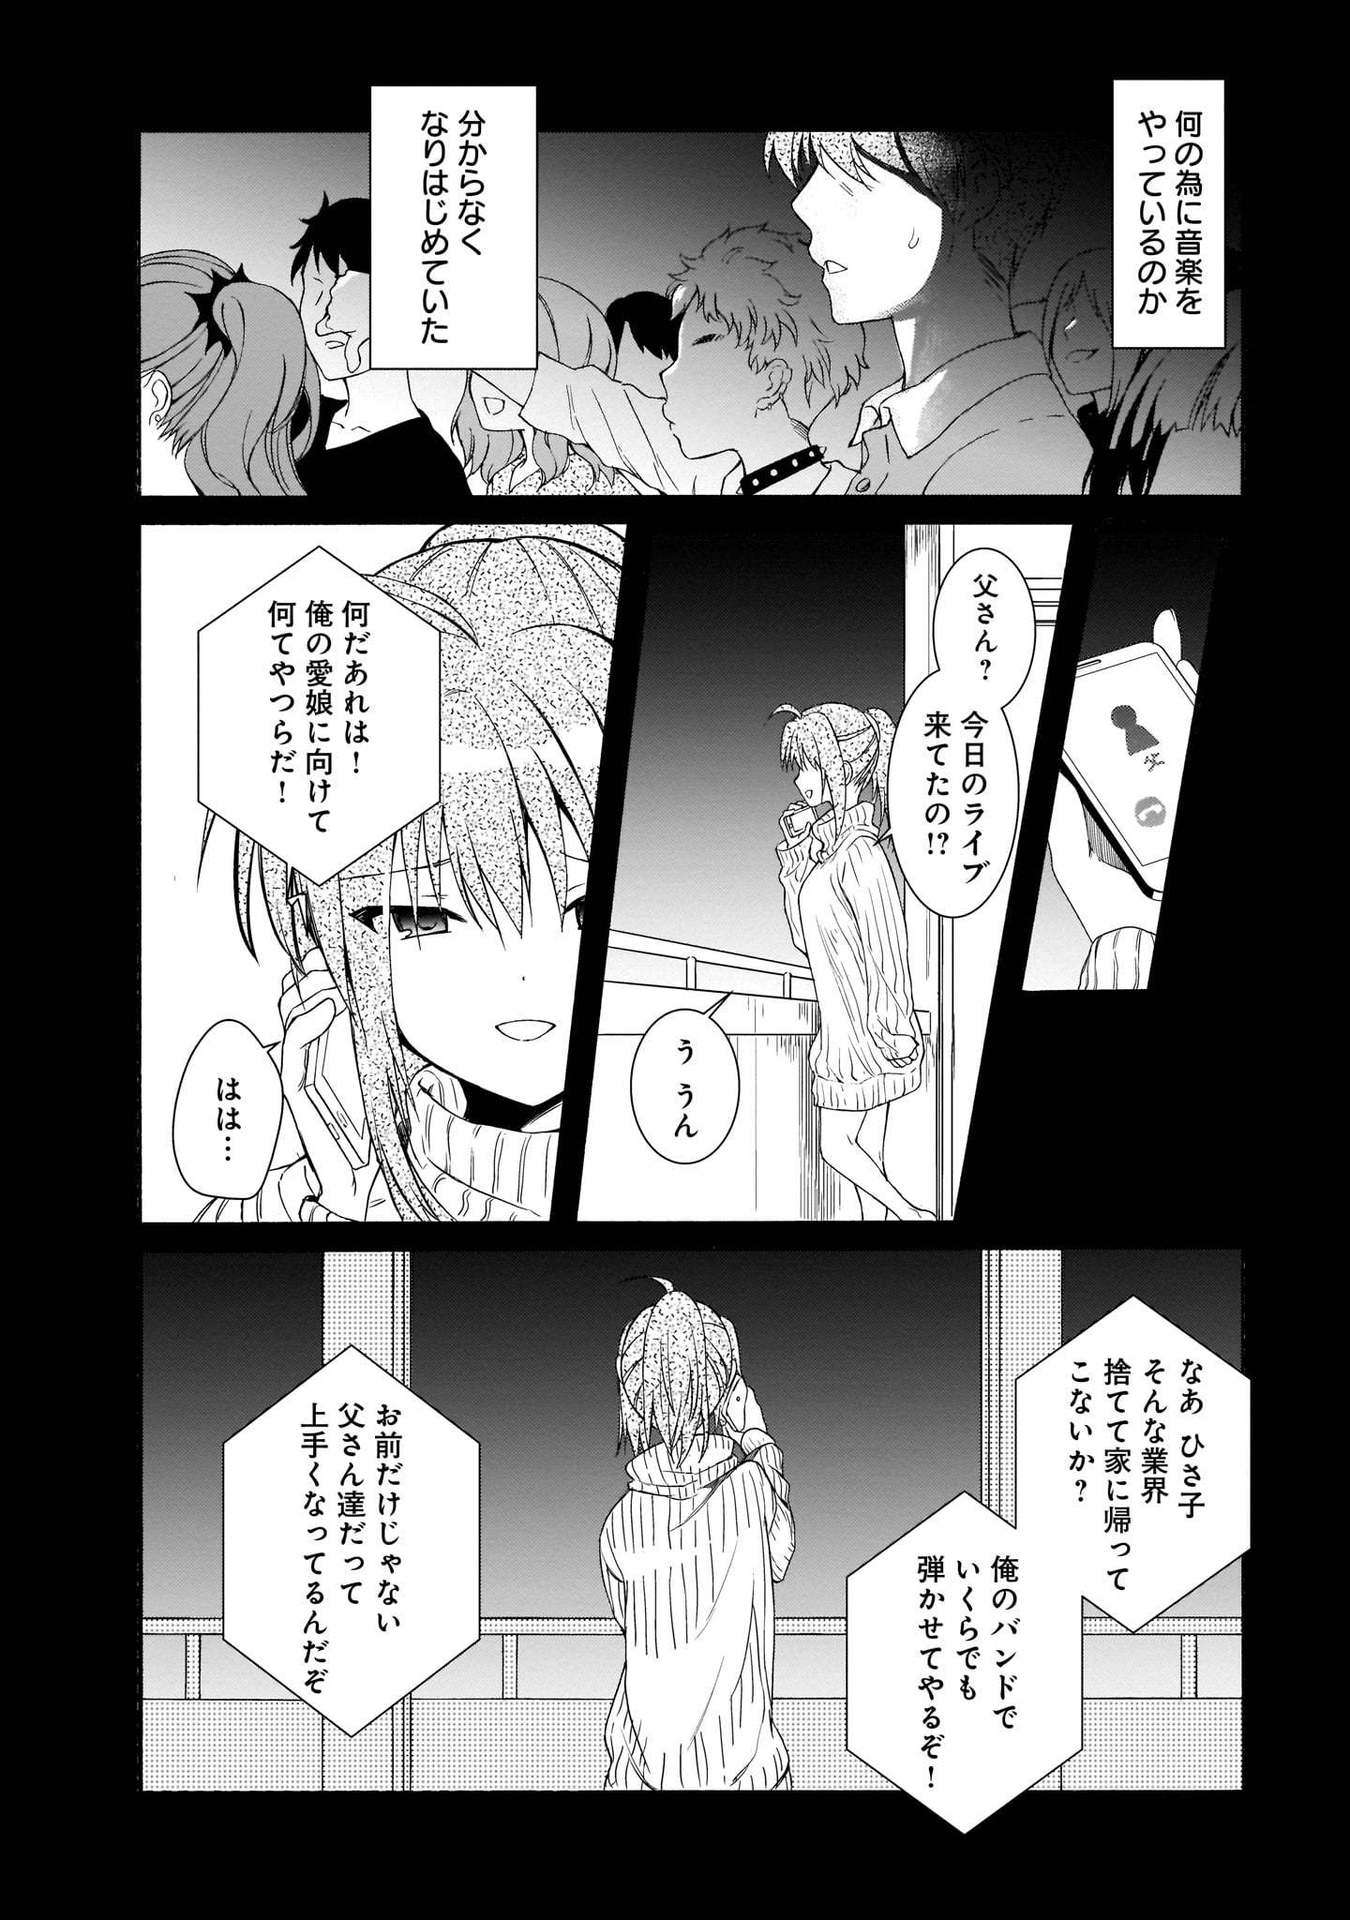 何の為に音楽を
やっているのか
分からなく
なりはじめていた
父
父さん?
今日のライブ
来てたの!?
う うん
何だあれは!
俺の愛娘に向けて
何てやつらだ!
はは…
なあ ひさ子
そんな業界
捨てて家に帰って
こないか?
俺のバンドで
いくらでも
弾かせてやるぞ!
お前だけじゃない
父さん達だって
上手くなってるんだぞ